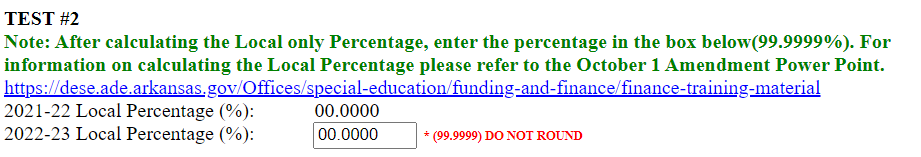 TEST #2
Note: After calculating the Local only Percentage, enter the percentage in the box below(99.9999%). For
information on calculating the Local Percentage please refer to the October 1 Amendment Power Point.
https://dese.ade.arkansas.gov/Offices/special-education/funding-and-finance/finance-training-material
2021-22 Local Percentage (%): 00.0000
2022-23 Local Percentage (%): 00.0000 * (99.9999) DO NOT ROUND